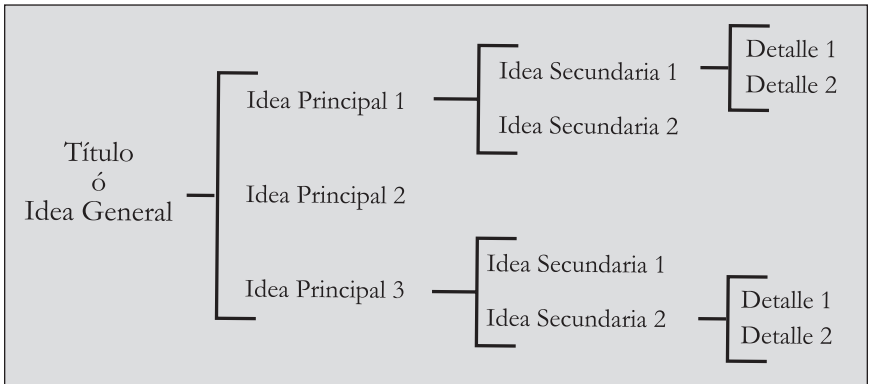 Título
ó
Idea General
Idea Principal 1
Idea Secundaria 1
Detalle 1
Detalle 2
Idea Secundaria 2
Idea Principal 2
Idea Principal 3
Idea Secundaria 1
Idea Secundaria 2
Detalle 1
Detalle 2